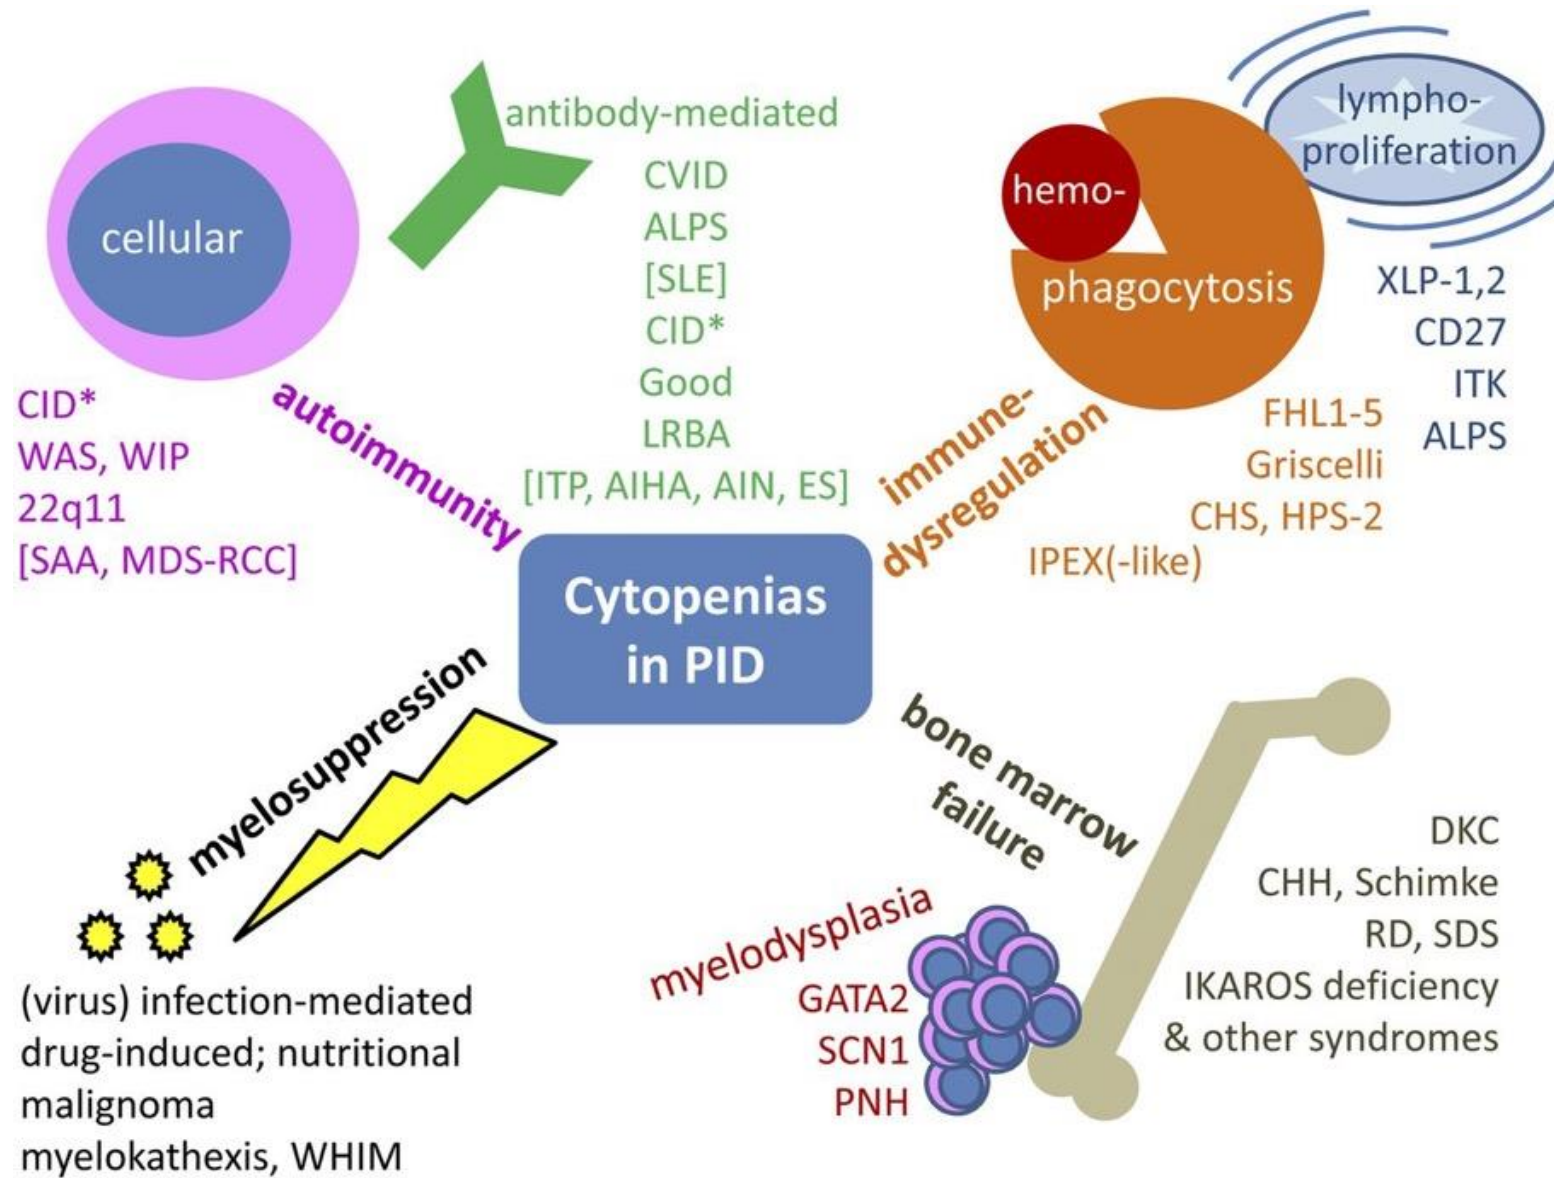 cellular
antibody-mediated
CVID
ALPS
[SLE]
CID*
Good
LRBA
[ITP, AIHA, AIN, ES]
CID*
WAS, WIP
22q11
[SAA, MDS-RCC]
autoimmunity
hemo-
phagocytosis
lympho-
proliferation
XLP-1,2
CD27
ITK
ALPS
FHL1-5
Griscelli
CHS, HPS-2
IPEX(-like)
immune-
dysregulation
Cytopenias
in PID
myelosuppression
(virus) infection-mediated
drug-induced; nutritional
malignoma
myelokathexis, WHIM
bone marrow
failure
myelodysplasia
GATA2
SCN1
PNH
DKC
CHH, Schimke
RD, SDS
IKAROS deficiency
& other syndromes